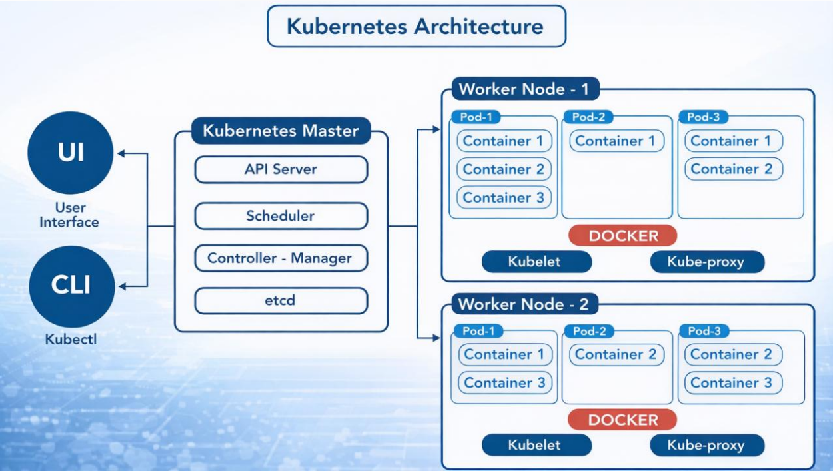 Kubernetes Architecture
UI
User
Interface
CLI
Kubectl
Kubernetes Master
API Server
Scheduler
Controller - Manager
etcd
Worker Node - 1
Pod-1
Container 1
Container 2
Container 3
Pod-2
Container 1
Pod-3
Container 1
Container 2
DOCKER
Kubelet
Kube-proxy
Worker Node - 2
Pod-1
Container 1
Container 3
Pod-2
Container 2
Pod-3
Container 2
Container 3
DOCKER
Kubelet
Kube-proxy